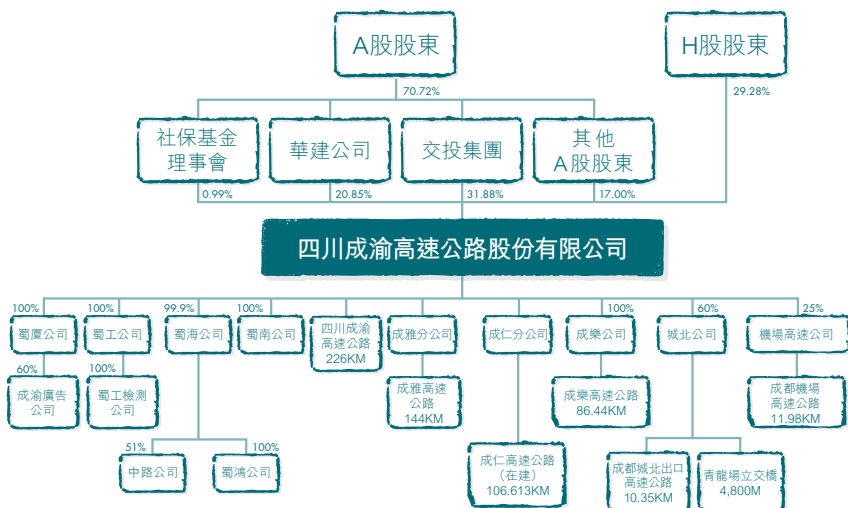 A股股東
H股股東
70.72%
29.28%
社保基金
理事會
華建公司
交投集團
其他
A股股東
0.99%
20.85%
31.88%
17.00%
四川成渝高速公路股份有限公司
100%
100%
99.9%
100%
100%
60%
25%
蜀厦公司
蜀工公司
蜀海公司
蜀南公司
四川成渝
高速公路
226KM
成雅分公司
成仁分公司
成樂公司
城北公司
機場高速公司
60%
100%
成渝廣告
公司
蜀工檢測
公司
成雅高速
公路
144KM
成樂高速公路
86.44KM
成都機場
高速公路
11.98KM
51%
100%
中路公司
蜀鴻公司
成仁高速公路
（在建）
106.613KM
成都城北出口
高速公路
10.35KM
青龍場立交橋
4,800M